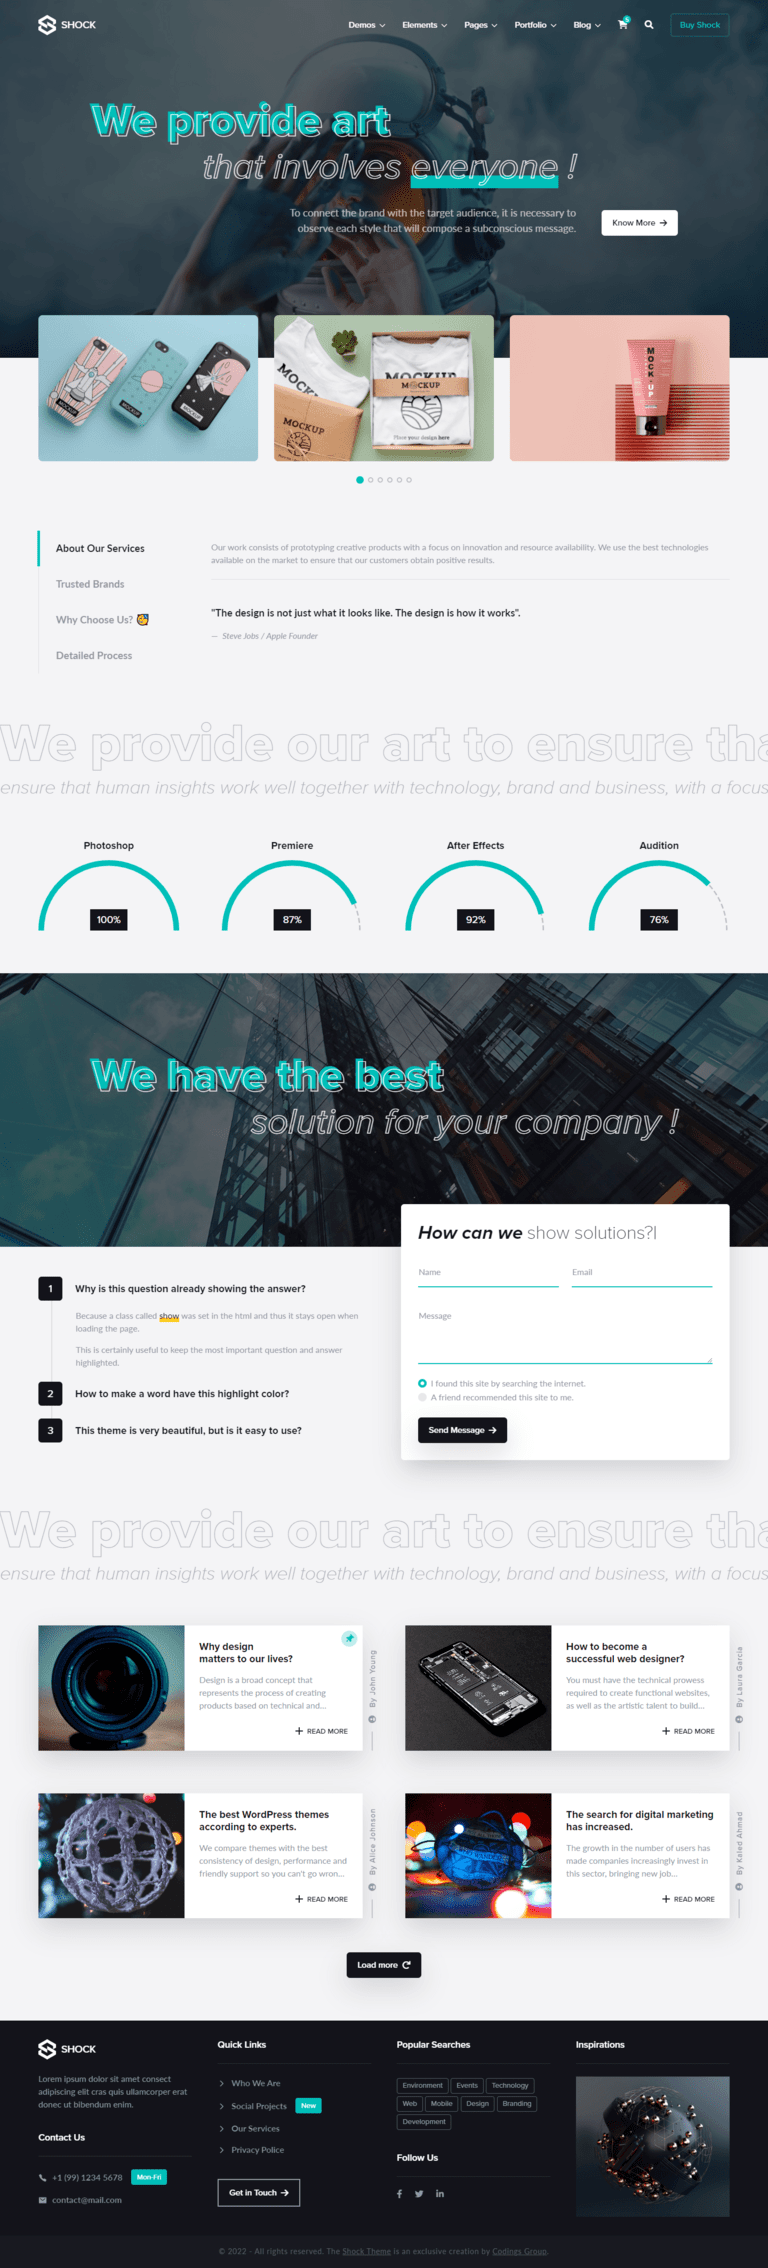 SHOCK
Demos
Elements
Pages
Portfolio
Blog
5
Buy Shock
We provide art
that involves everyone !
To connect the brand with the target audience, it is necessary to
observe each style that will compose a subconscious message.
Know More
MOCKUP
MOCKUP
MOCKUP
MOCKUP
MOCKUP
MOCKUP
Place your design here
MOCK UP
About Our Services
Trusted Brands
Why Choose Us? 🥰
Detailed Process
Our work consists of prototyping creative products with a focus on innovation and resource availability. We use the best technologies
available on the market to ensure that our customers obtain positive results.
"The design is not just what it looks like. The design is how it works".
— Steve Jobs / Apple Founder
We provide our art to ensure tha
ensure that human insights work well together with technology, brand and business, with a focus
Photoshop
100%
Premiere
87%
After Effects
92%
Audition
76%
We have the best
solution for your company !
How can we show solutions?|
Name
Email
Message
I found this site by searching the internet.
A friend recommended this site to me.
Send Message
1
Why is this question already showing the answer?
Because a class called show was set in the html and thus it stays open when
loading the page.
This is certainly useful to keep the most important question and answer
highlighted.
2
How to make a word have this highlight color?
3
This theme is very beautiful, but is it easy to use?
We provide our art to ensure tha
ensure that human insights work well together with technology, brand and business, with a focus
Why design
matters to our lives?
Design is a broad concept that
represents the process of creating
products based on technical and...
READ MORE
By John Young
How to become a
successful web designer?
You must have the technical prowess
required to create functional websites,
as well as the artistic talent to build...
READ MORE
By Laura Garcia
The best WordPress themes
according to experts.
We compare themes with the best
consistency of design, performance and
friendly support so you can't go wron...
READ MORE
By Alice Johnson
The search for digital marketing
has increased.
The growth in the number of users has
made companies increasingly invest in
this sector, bringing new job...
READ MORE
By Kaled Ahmad
Load more
SHOCK
Lorem ipsum dolor sit amet consect
adipiscing elit cras quis ullamcorper erat
donec ut bibendum enim.
Contact Us
+1 (99) 1234 5678
Mon-Fri
contact@mail.com
Quick Links
Who We Are
Social Projects
New
Our Services
Privacy Police
Get in Touch
Popular Searches
Environment
Events
Technology
Web
Mobile
Design
Branding
Development
Follow Us
Inspirations
© 2022 - All rights reserved. The Shock Theme is an exclusive creation by Codings Group.